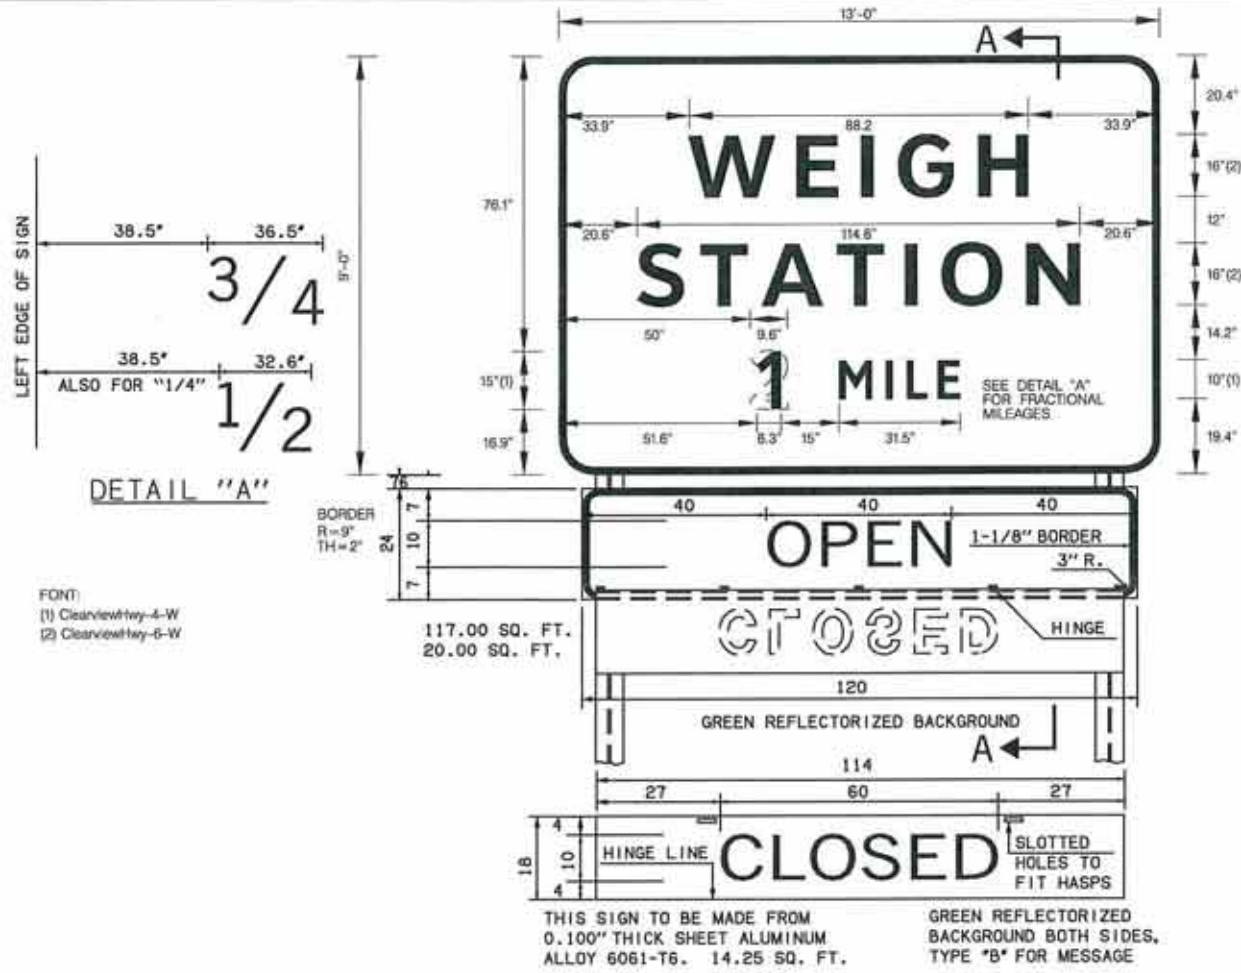 13'-0"
A
33.9" 88.2 33.9"
20.4"
WEIGH
16"(2)
76.1"
20.6" 114.6" 20.6"
12"
STATION
16"(2)
9'-0"
50" 9.6"
14.2"
15"(1)
1 MILE
10"(1)
SEE DETAIL "A"
FOR FRACTIONAL
MILEAGES
51.6" 6.3" 15" 31.5"
16.9"
19.4"
LEFT EDGE OF SIGN
38.5" 36.5"
3/4
38.5" 32.6"
ALSO FOR "1/4"
1/2
DETAIL "A"
BORDER
R=9"
TH=2"
24
7
10
7
40 40 40
OPEN
1-1/8" BORDER
3" R.
FONT:
(1) ClearviewHwy-4-W
(2) ClearviewHwy-6-W
117.00 SQ. FT.
20.00 SQ. FT.
CLOSED
HINGE
120
GREEN REFLECTORIZED BACKGROUND
A
114
27 60 27
18
4
10
4
HINGE LINE
CLOSED
SLOTTED
HOLES TO
FIT HASPS
THIS SIGN TO BE MADE FROM
0.100" THICK SHEET ALUMINUM
ALLOY 6061-T6. 14.25 SQ. FT.
GREEN REFLECTORIZED
BACKGROUND BOTH SIDES,
TYPE "B" FOR MESSAGE